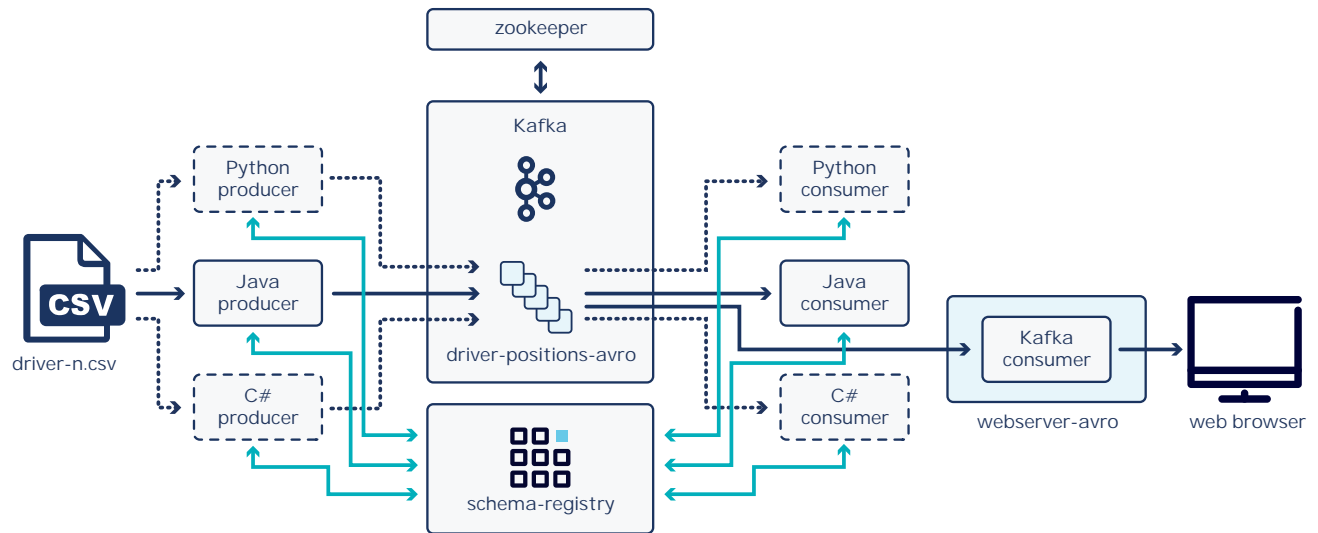 zookeeper
Kafka
Python
producer
Python
consumer
CSV
driver-n.csv
Java
producer
driver-positions-avro
Java
consumer
Kafka
consumer
C#
producer
C#
consumer
webserver-avro
web browser
schema-registry